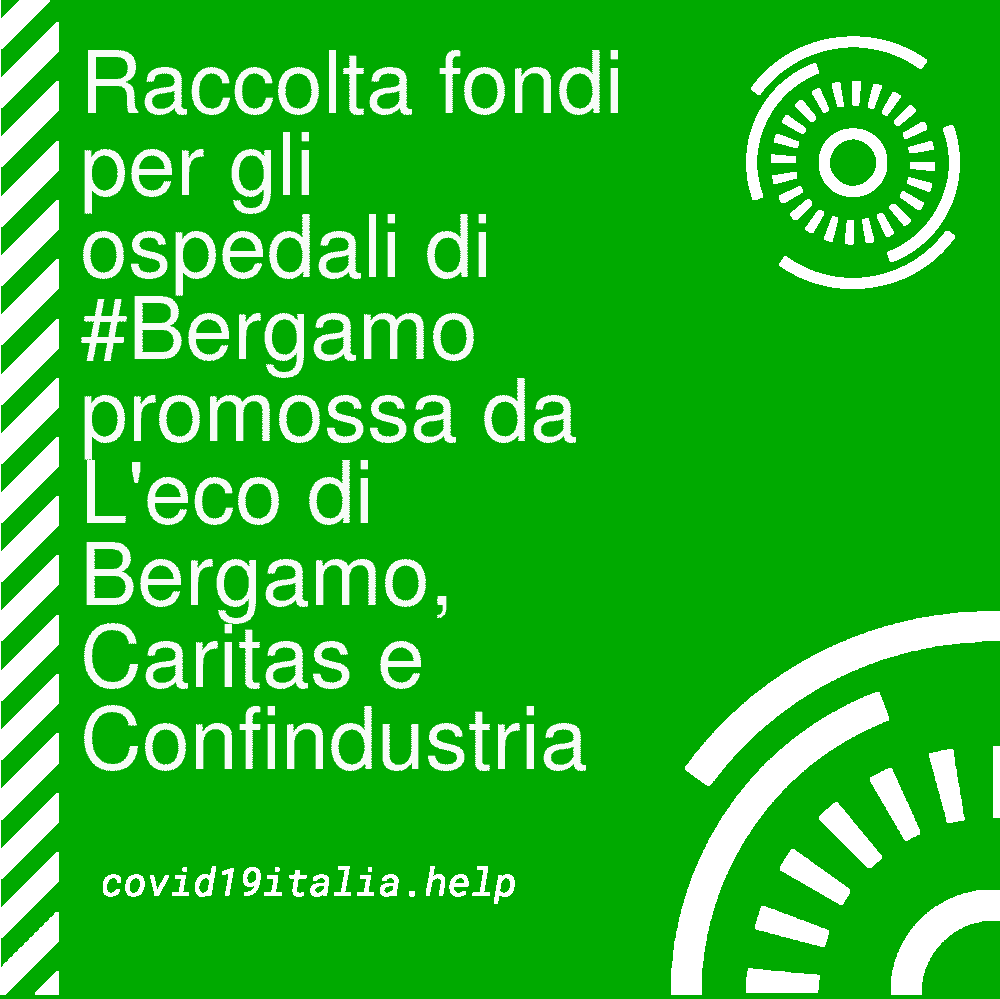 Raccolta fondi
per gli
ospedali di
#Bergamo
promossa da
L'eco di
Bergamo,
Caritas e
Confindustria
covid19italia.help